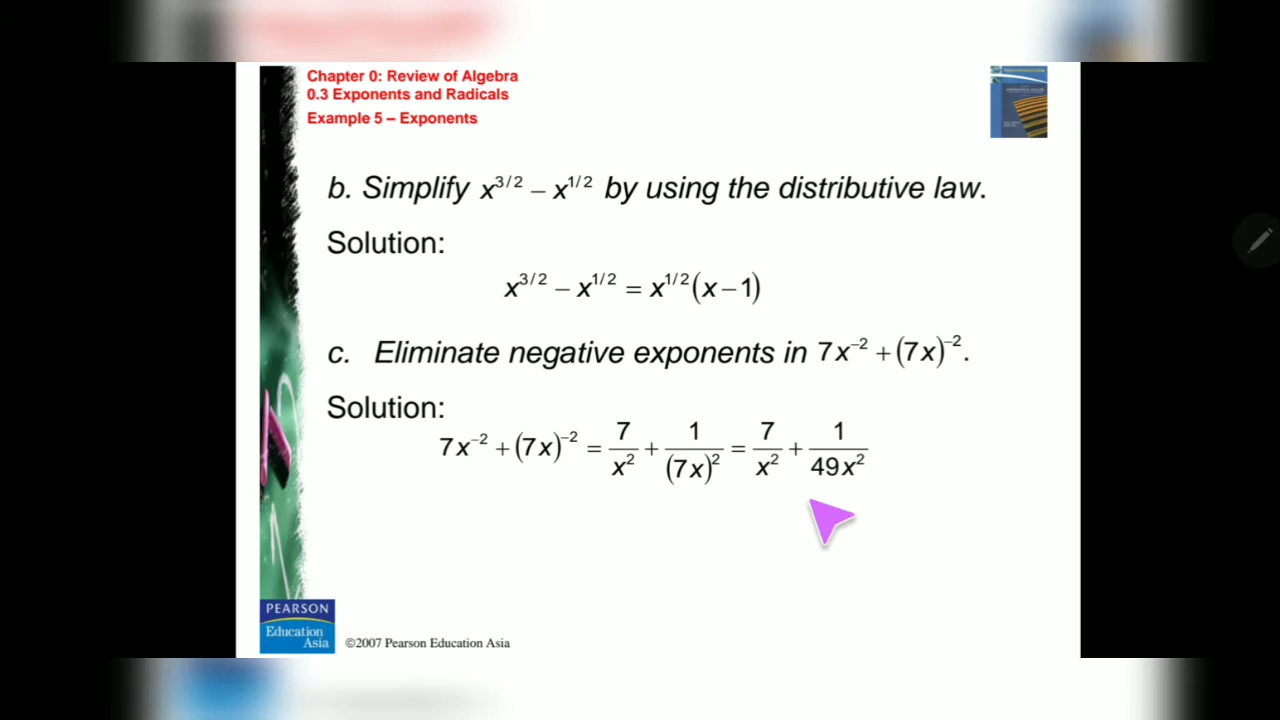 Chapter 0: Review of Algebra
0.3 Exponents and Radicals
Example 5 – Exponents
b. Simplify x^{3/2} – x^{1/2} by using the distributive law.
Solution:
x^{3/2} – x^{1/2} = x^{1/2}(x–1)
c. Eliminate negative exponents in 7x^{–2} + (7x)^{–2}.
Solution:
7x^{–2} + (7x)^{–2} = 7/x^2 + 1/(7x)^2 = 7/x^2 + 1/49x^2
PEARSON
Education
Asia
©2007 Pearson Education Asia